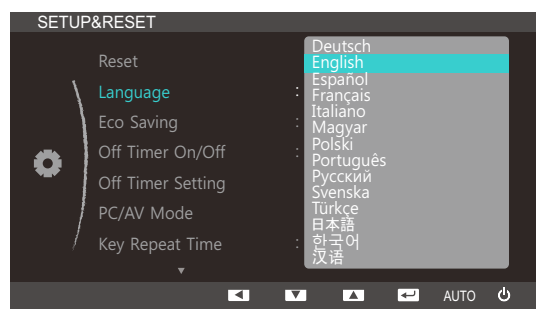 SETUP&RESET
Reset
Language :
Eco Saving :
Off Timer On/Off :
Off Timer Setting
PC/AV Mode
Key Repeat Time :
Deutsch
English
Español
Français
Italiano
Magyar
Polski
Português
Русский
Svenska
Türkçe
日本語
한국어
汉语
AUTO